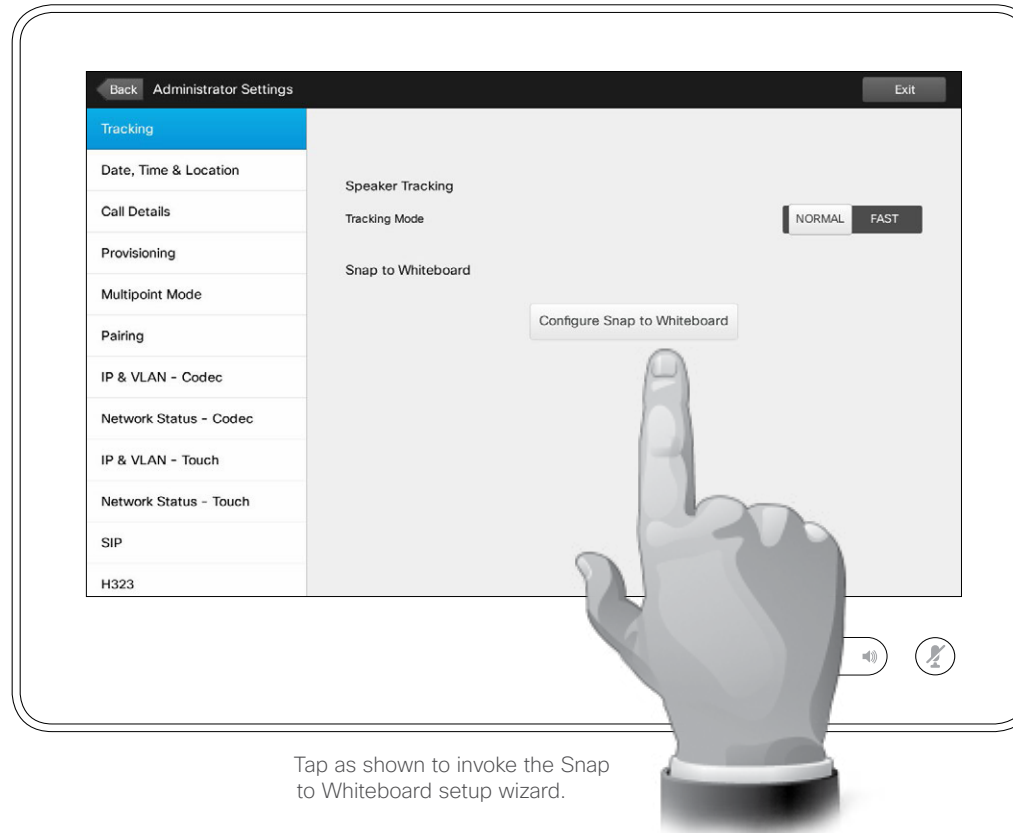 Back Administrator Settings Exit
Tracking
Date, Time & Location
Call Details
Provisioning
Multipoint Mode
Pairing
IP & VLAN - Codec
Network Status - Codec
IP & VLAN - Touch
Network Status - Touch
SIP
H323
Speaker Tracking
Tracking Mode NORMAL FAST
Snap to Whiteboard
Configure Snap to Whiteboard
Tap as shown to invoke the Snap
to Whiteboard setup wizard.